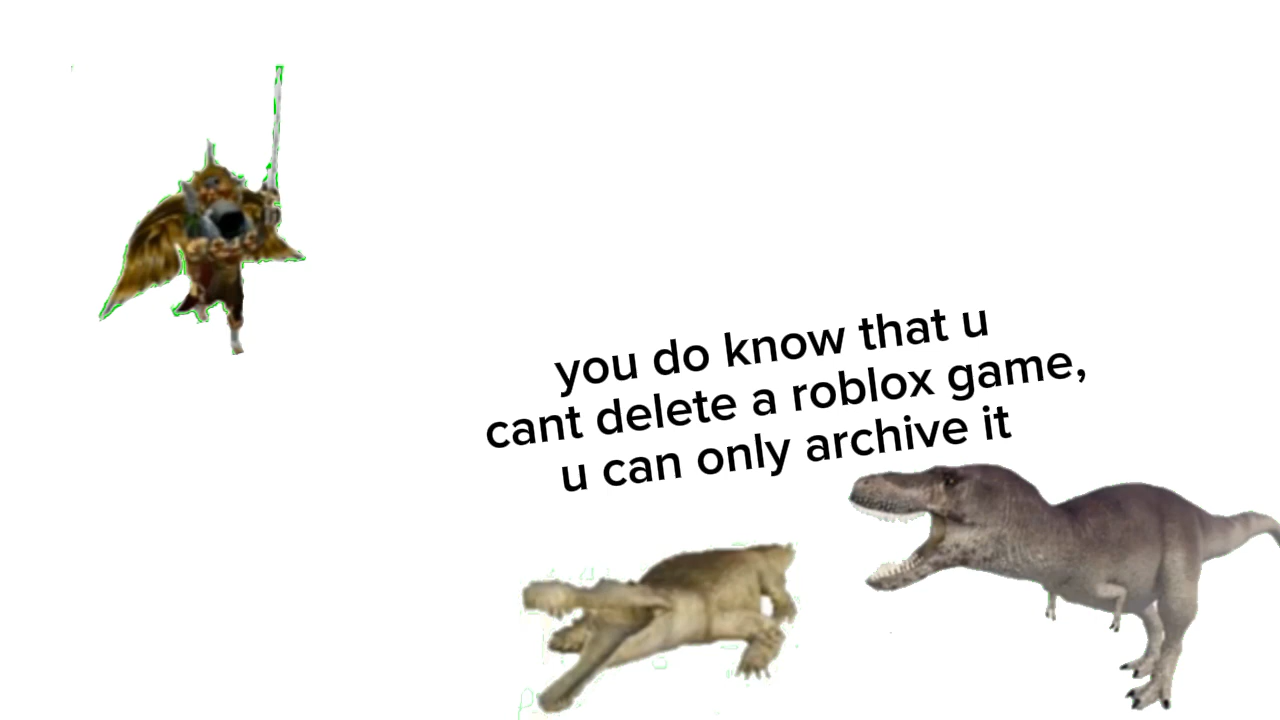 you do know that u
cant delete a roblox game,
u can only archive it